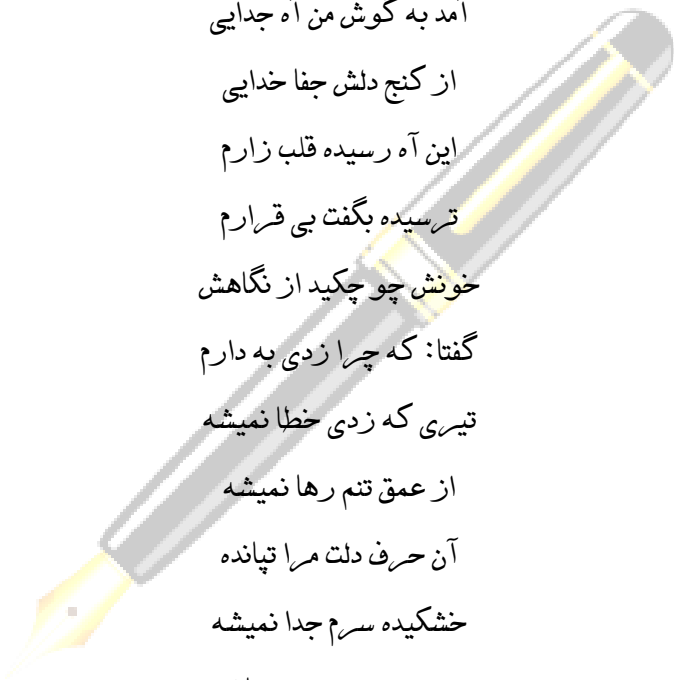 آمد به گوش من آه جدایی
از کنج دلش جفا خدایی
این آه رسیده قلب زارم
ترسیده بگفت بی قرارم
خونش چو چکید از نگاهش
گفتا: که چرا زدی به دارم
تیری که زدی خطا نمیشه
از عمق تنم رها نمیشه
آن حرف دلت مرا تپانده
خشکیده سرم جدا نمیشه